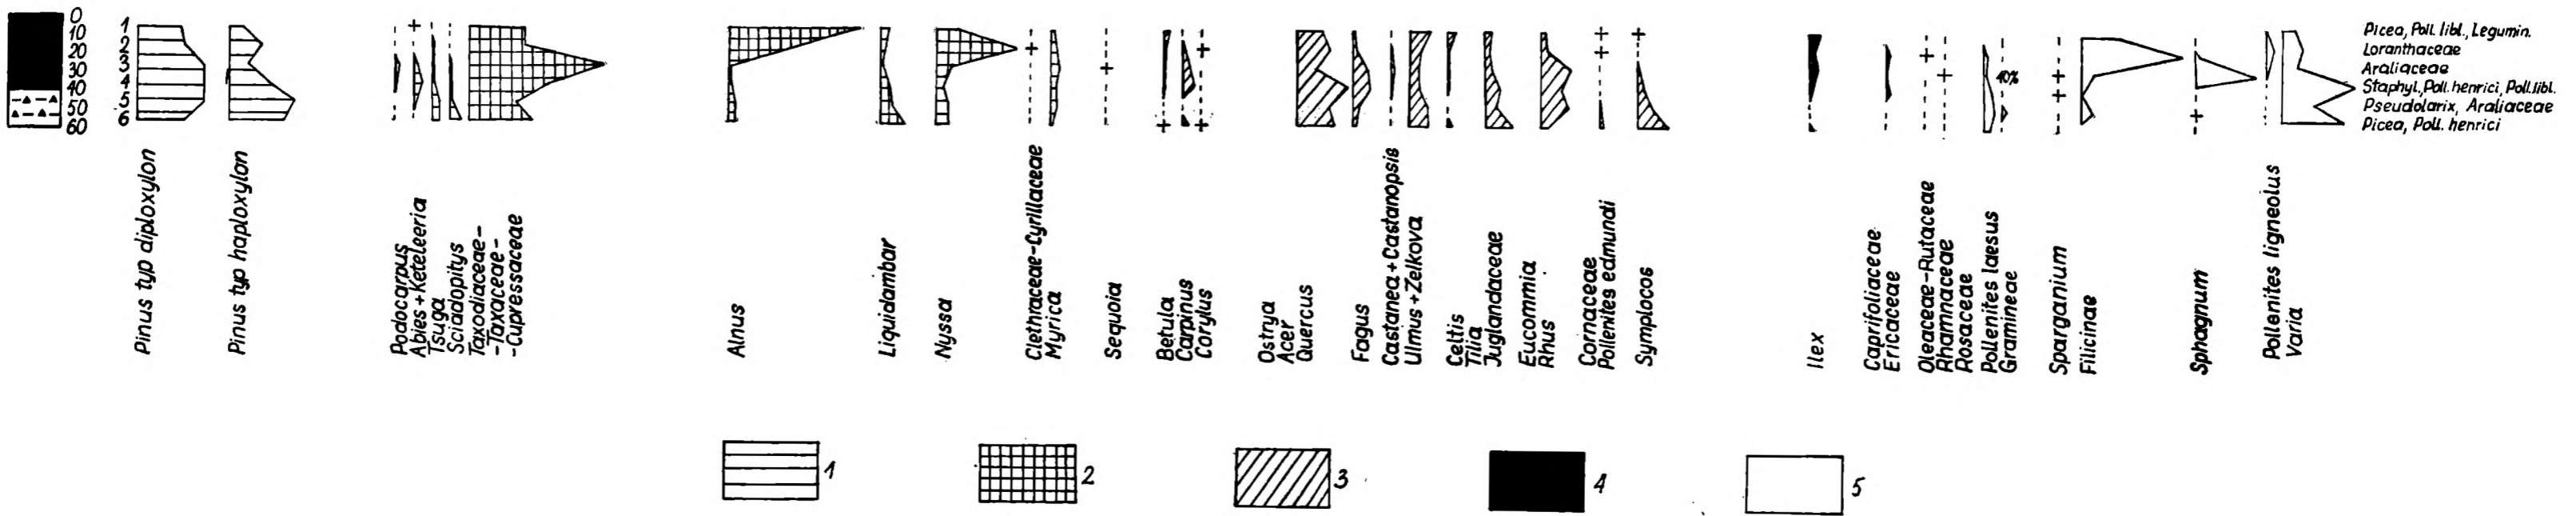 0
10
20
30
40
50
60
1
2
3
4
5
6
+
+
+
+
+
+
+
+
+
+
+
+
40%
+
+
+
Picea, Poll. libl., Legumin.
Loranthaceae
Araliaceae
Staphyl., Poll. henrici, Poll. libl.
Pseudolarix, Araliaceae
Picea, Poll. henrici
Pinus typ diploxylon
Pinus typ haploxylon
Podocarpus
Abies + Keteleeria
Tsuga
Sciadopitys
Taxodiaceae-
-Taxaceae-
-Cupressaceae
Alnus
Liquidambar
Nyssa
Clethraceae-Cyrillaceae
Myrica
Sequoia
Betula
Carpinus
Corylus
Ostrya
Acer
Quercus
Fagus
Castanea + Castanopsis
Ulmus + Zelkova
Celtis
Tilia
Juglandaceae
Eucommia
Rhus
Cornaceae
Pollenites edmundi
Symplocos
Ilex
Caprifoliaceae
Ericaceae
Oleaceae-Rutaceae
Rhamnaceae
Rosaceae
Pollenites laesus
Gramineae
Sparganium
Filicinae
Sphagnum
Pollenites ligneolus
Varia
1
2
3
4
5